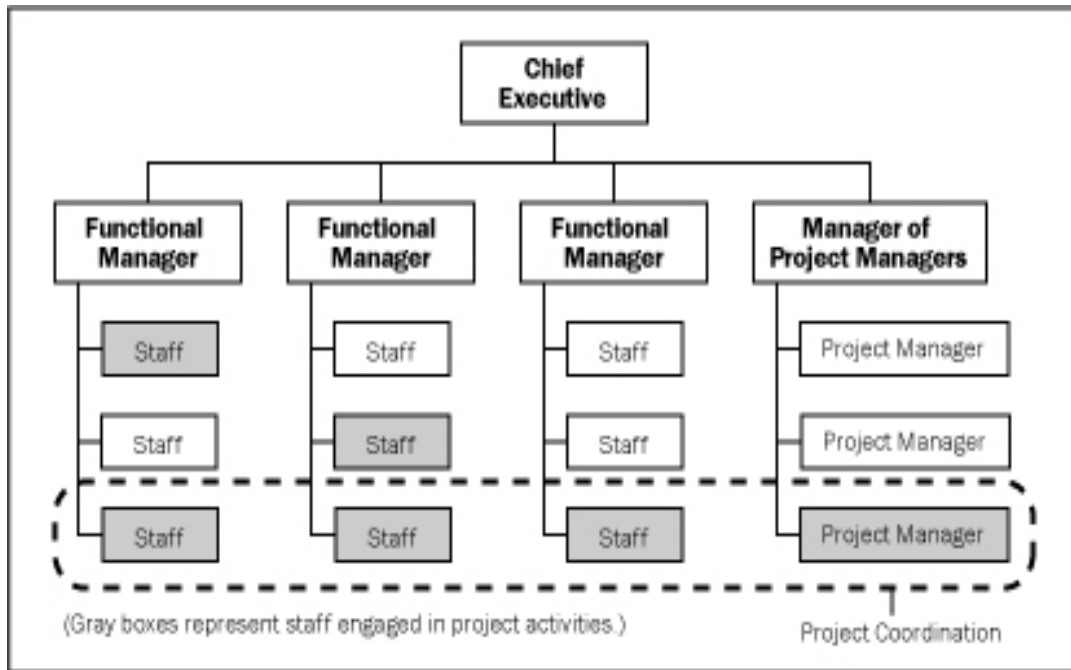 Chief
Executive
Functional
Manager
Functional
Manager
Functional
Manager
Manager of
Project Managers
Staff
Staff
Staff
Project Manager
Staff
Staff
Staff
Project Manager
Staff
Staff
Staff
Project Manager
(Gray boxes represent staff engaged in project activities.)
Project Coordination